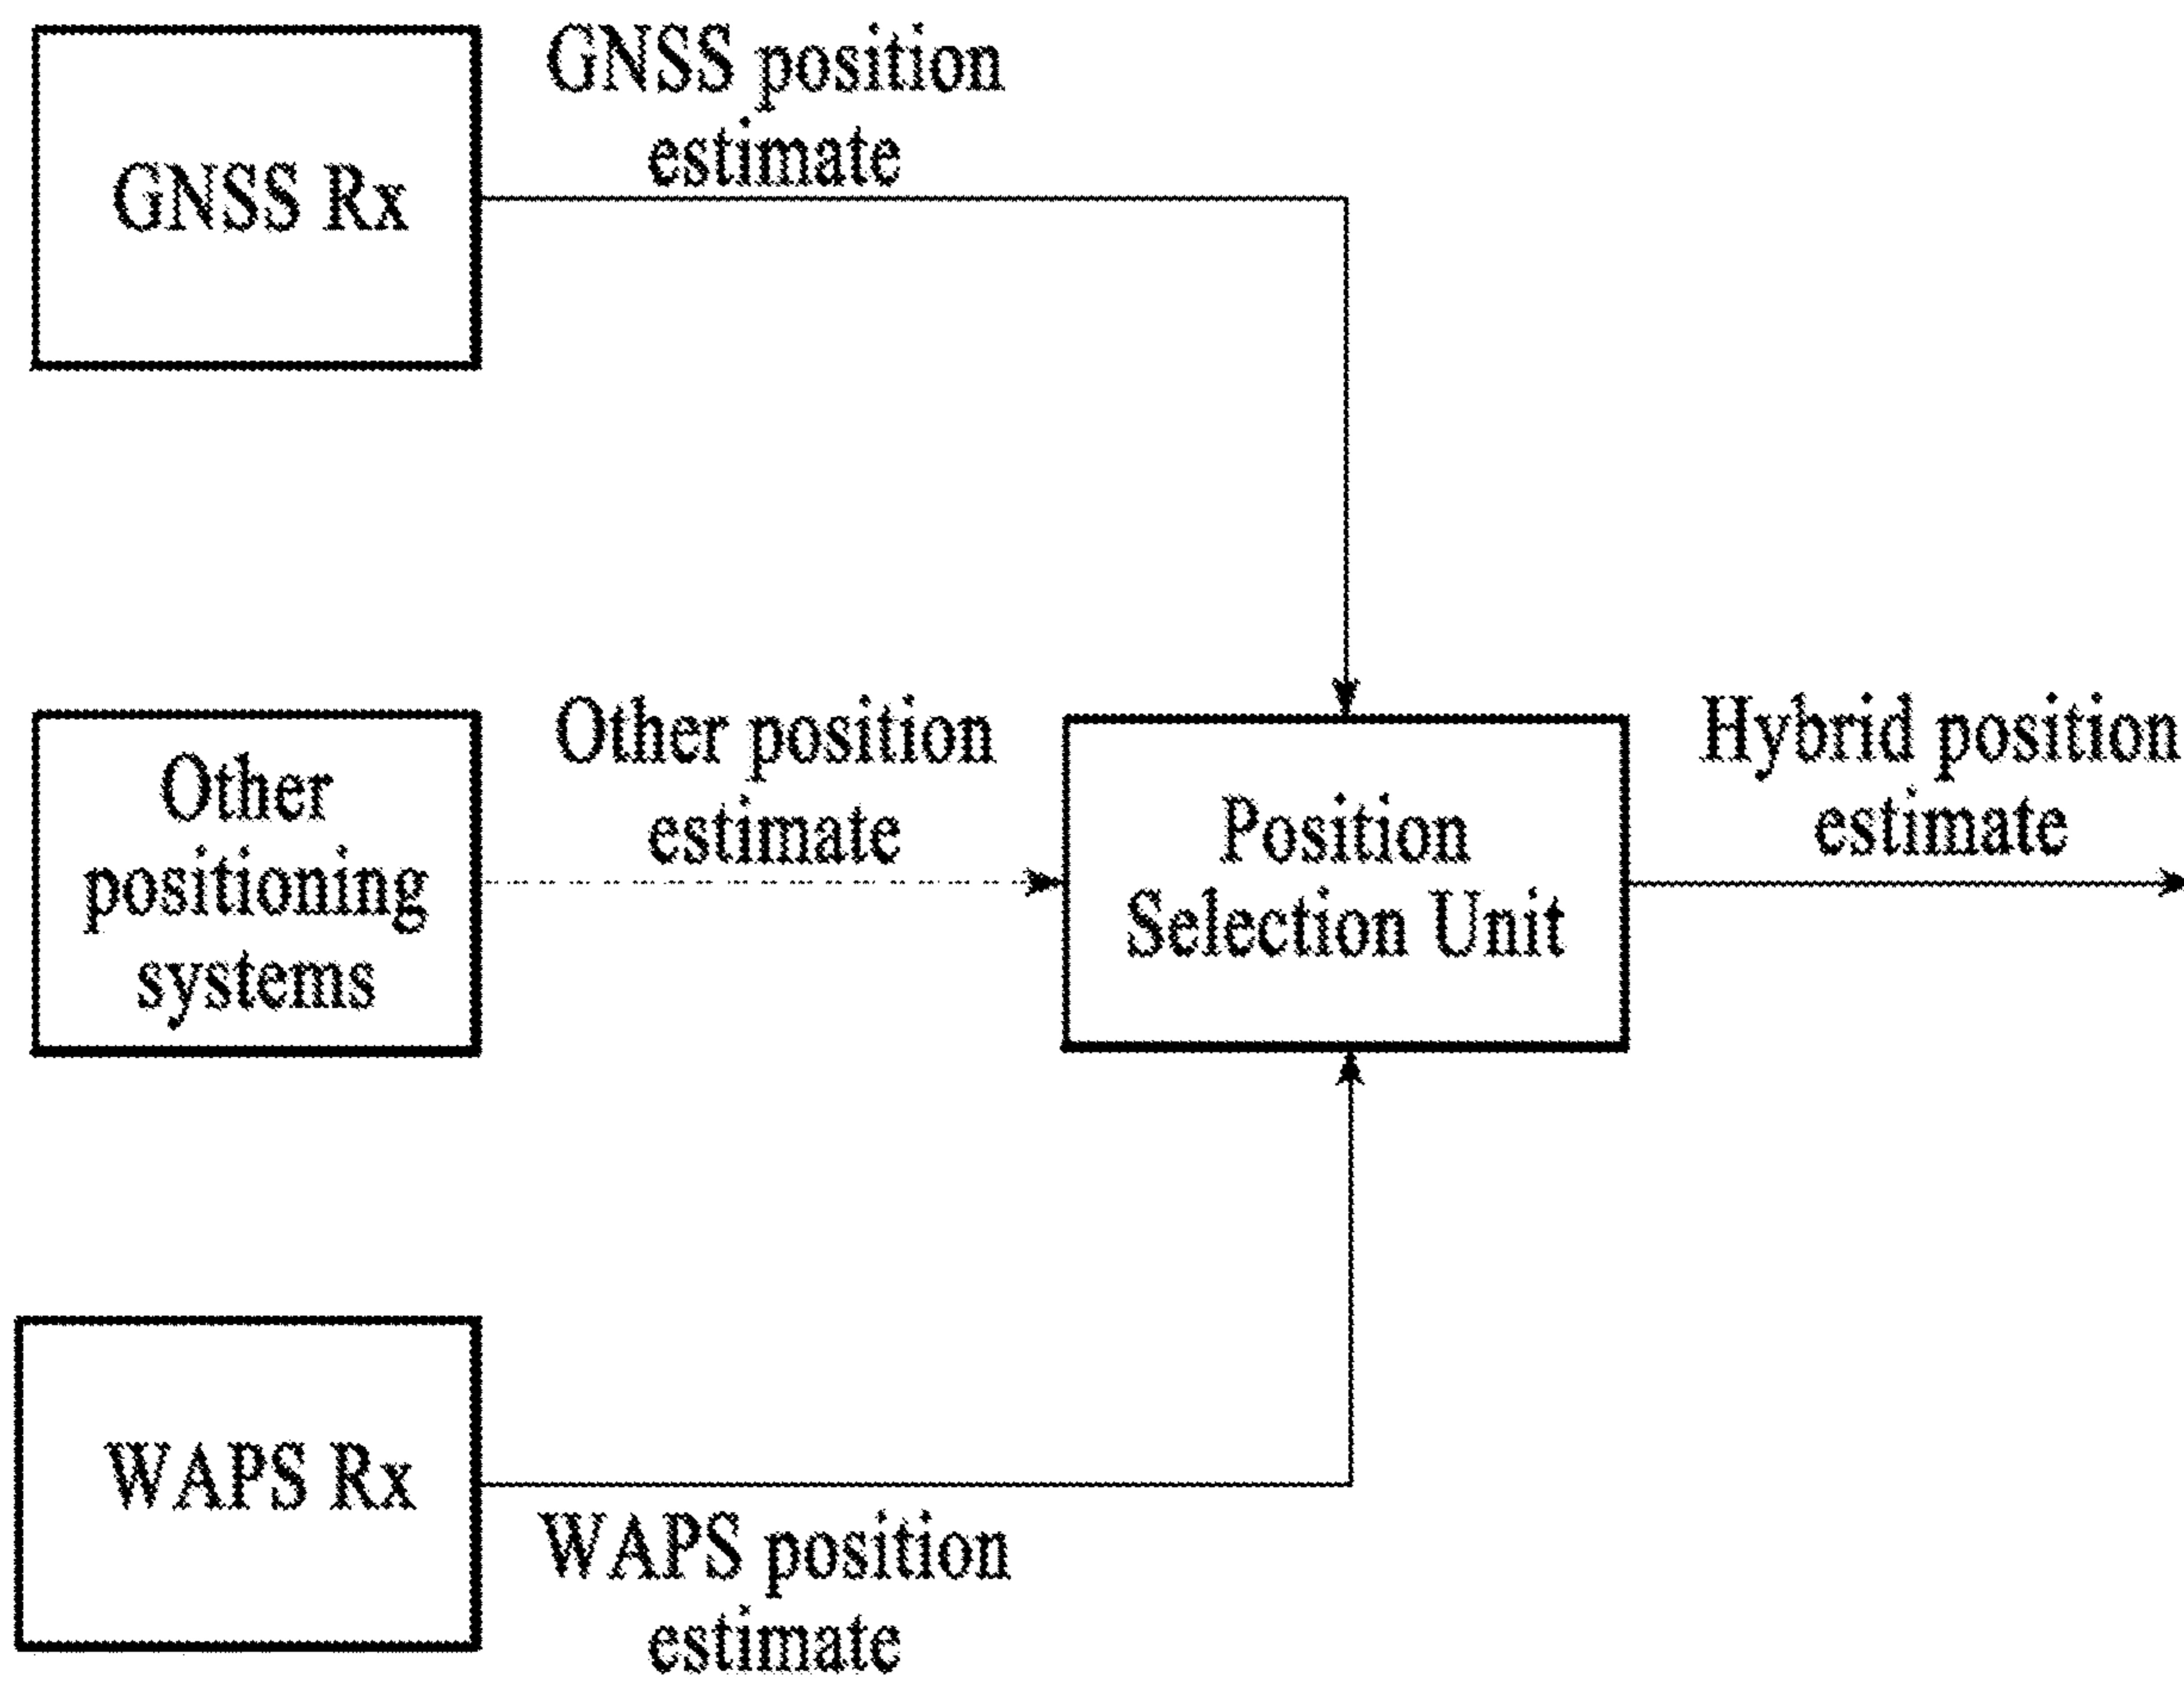 GNSS Rx
GNSS position
estimate
Other
positioning
systems
Other position
estimate
Position
Selection Unit
Hybrid position
estimate
WAPS Rx
WAPS position
estimate